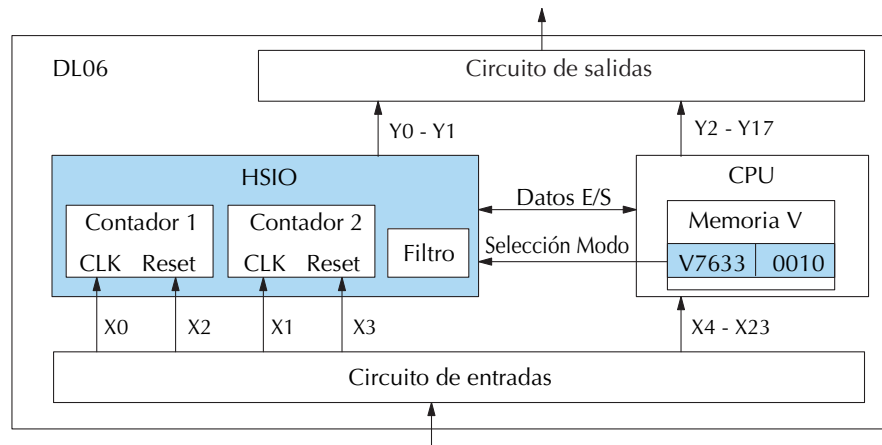 DL06
Circuito de salidas
Y0 - Y1
Y2 - Y17
HSIO
CPU
Contador 1
CLK Reset
Contador 2
CLK Reset
Filtro
Datos E/S
Selección Modo
Memoria V
V7633 0010
X0
X2
X1
X3
X4 - X23
Circuito de entradas